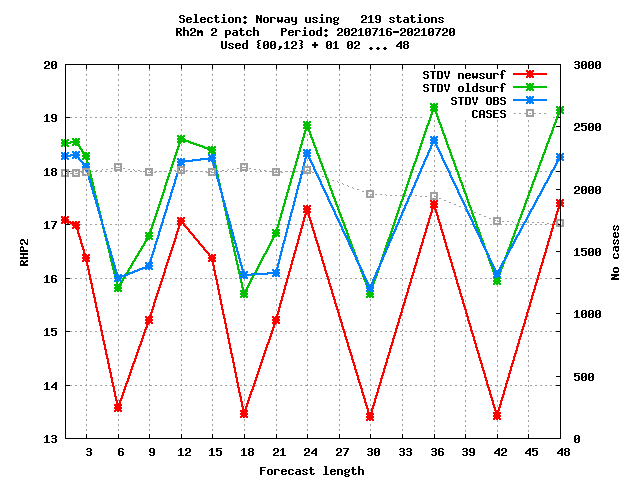 Selection: Norway using   219 stations
Rh2m 2 patch   Period: 20210716-20210720
Used {00,12} + 01 02 ... 48
STDV newsurf
STDV oldsurf
STDV OBS
CASES
20
19
18
17
16
15
14
13
RHP2
3000
2500
2000
1500
1000
500
0
No cases
3 6 9 12 15 18 21 24 27 30 33 36 39 42 45 48
Forecast length